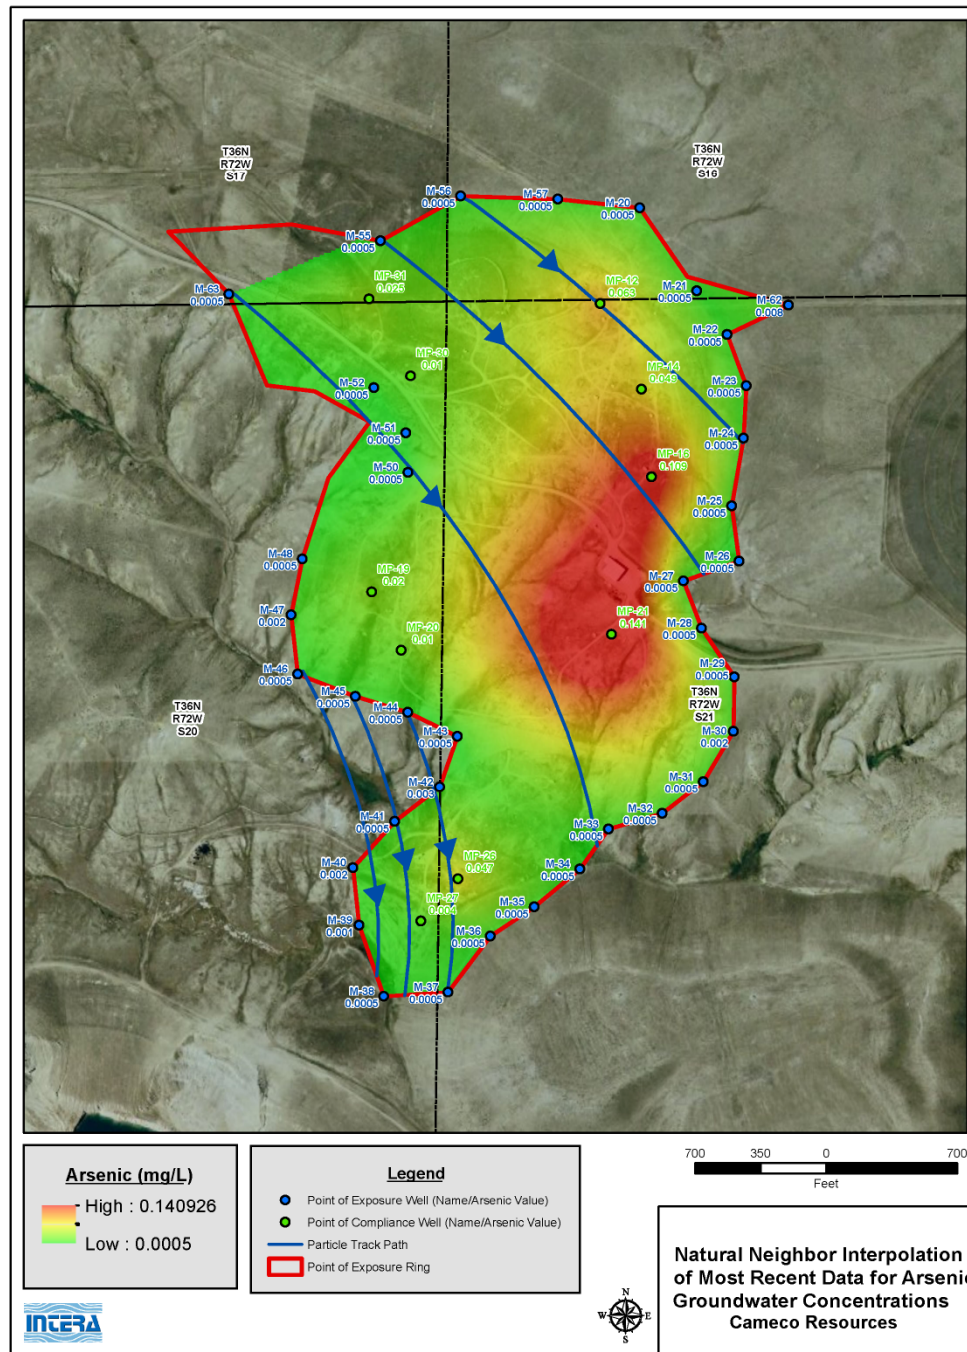 T36N
R72W
S17
T36N
R72W
S16
M-56
0.0005
M-57
0.0005
M-20
0.0005
M-55
0.0005
MP-31
0.025
M-63
0.0005
MP-12
0.063
M-21
0.0005
M-62
0.008
M-22
0.0005
MP-30
0.01
M-52
0.0005
MP-14
0.049
M-23
0.0005
M-51
0.0005
M-24
0.0005
M-50
0.0005
MP-16
0.109
M-25
0.0005
M-48
0.0005
M-26
0.0005
MP-19
0.02
M-27
0.0005
M-47
0.002
MP-21
0.141
M-28
0.0005
MP-20
0.01
M-46
0.0005
M-29
0.0005
M-45
0.0005
T36N
R72W
S21
T36N
R72W
S20
M-44
0.0005
M-43
0.0005
M-30
0.002
M-42
0.003
M-31
0.0005
M-41
0.0005
M-32
0.0005
M-33
0.0005
M-40
0.002
MP-26
0.047
M-34
0.0005
MP-27
0.004
M-35
0.0005
M-39
0.001
M-36
0.0005
M-38
0.0005
M-37
0.0005
Arsenic (mg/L)
High : 0.140926
Low : 0.0005
Legend
Point of Exposure Well (Name/Arsenic Value)
Point of Compliance Well (Name/Arsenic Value)
Particle Track Path
Point of Exposure Ring
700 350 0 700
Feet
N
W E
S
INTERA
Natural Neighbor Interpolation
of Most Recent Data for Arsenic
Groundwater Concentrations
Cameco Resources